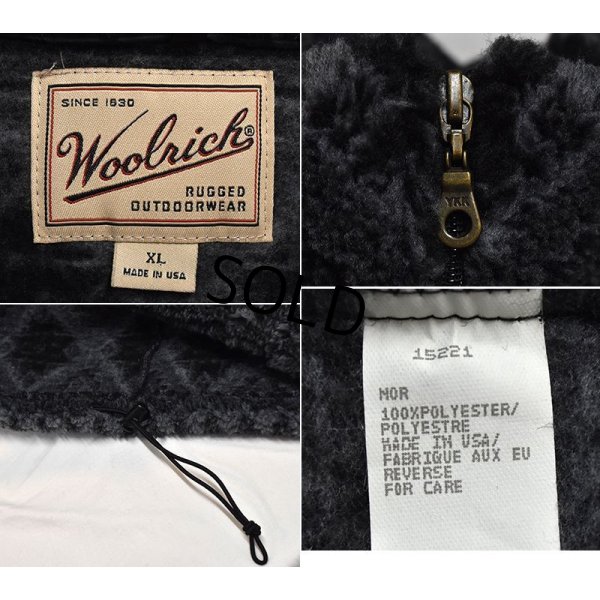 SINCE 1830
Woolrich®
RUGGED
OUTDOORWEAR
XL
MADE IN USA
YKK
SOLD
15221
MOR
100%POLYESTER/
POLYESTRE
MADE IN USA/
FABRIQUE AUX EU
REVERSE
FOR CARE